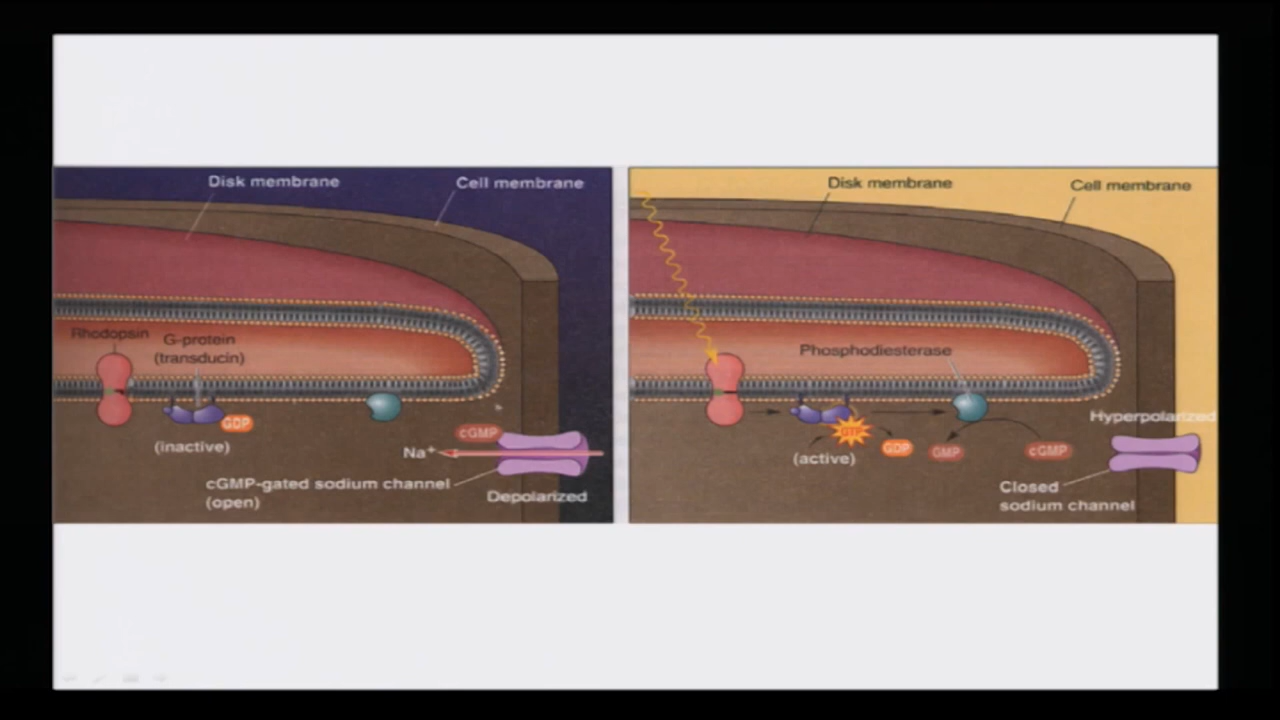 Disk membrane
Cell membrane
Rhodopsin
G-protein
(transducin)
GDP
(inactive)
cGMP
Na+
cGMP-gated sodium channel
(open)
Depolarized
Disk membrane
Cell membrane
Phosphodiesterase
GTP
GDP
GMP
cGMP
(active)
Hyperpolarized
Closed
sodium channel